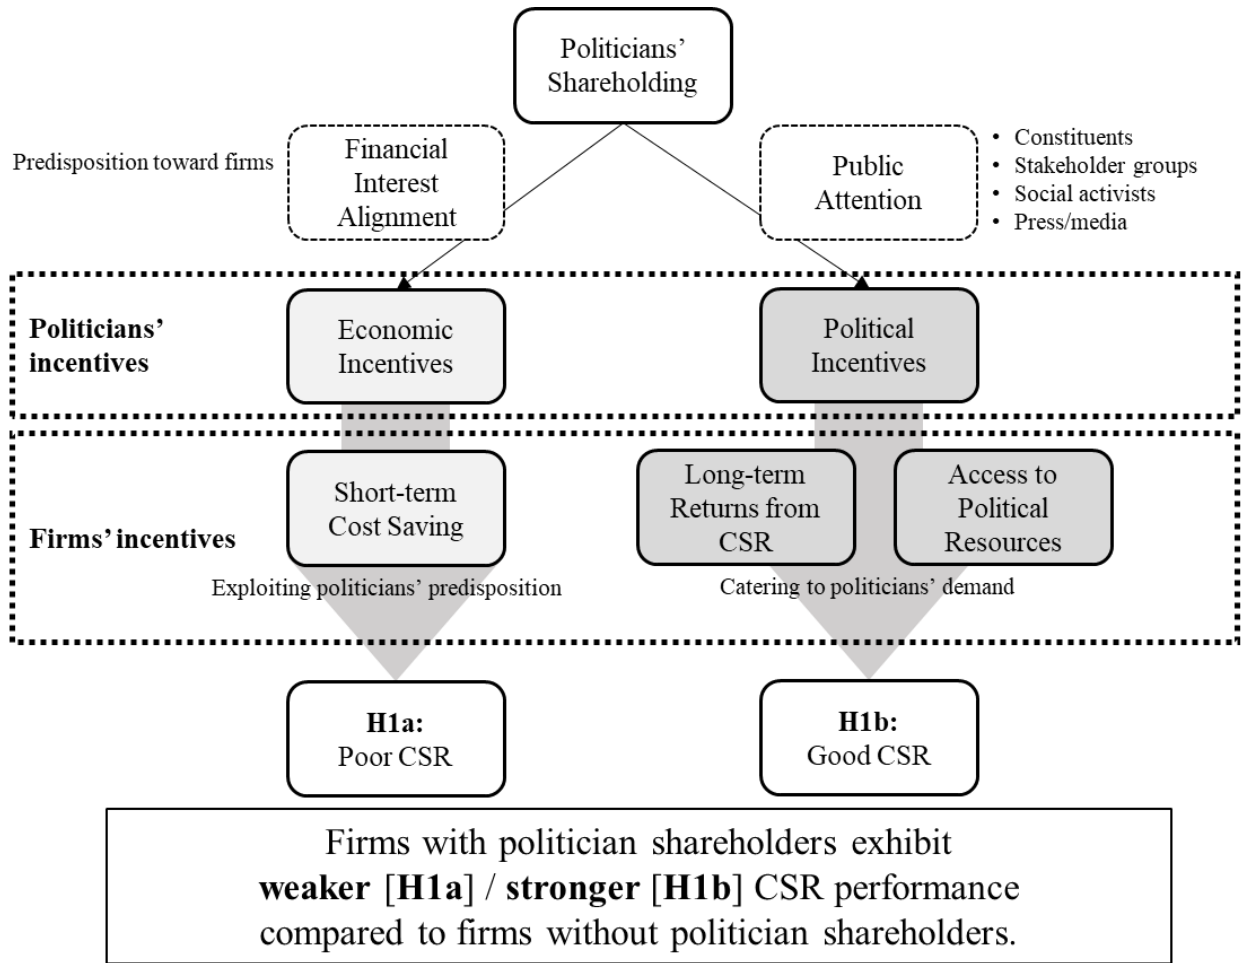 Politicians’
Shareholding
Predisposition toward firms
Financial
Interest
Alignment
Public
Attention
• Constituents
• Stakeholder groups
• Social activists
• Press/media
Politicians’
incentives
Economic
Incentives
Political
Incentives
Firms’ incentives
Short-term
Cost Saving
Long-term
Returns from
CSR
Access to
Political
Resources
Exploiting politicians’ predisposition
Catering to politicians’ demand
H1a:
Poor CSR
H1b:
Good CSR
Firms with politician shareholders exhibit
weaker [H1a] / stronger [H1b] CSR performance
compared to firms without politician shareholders.